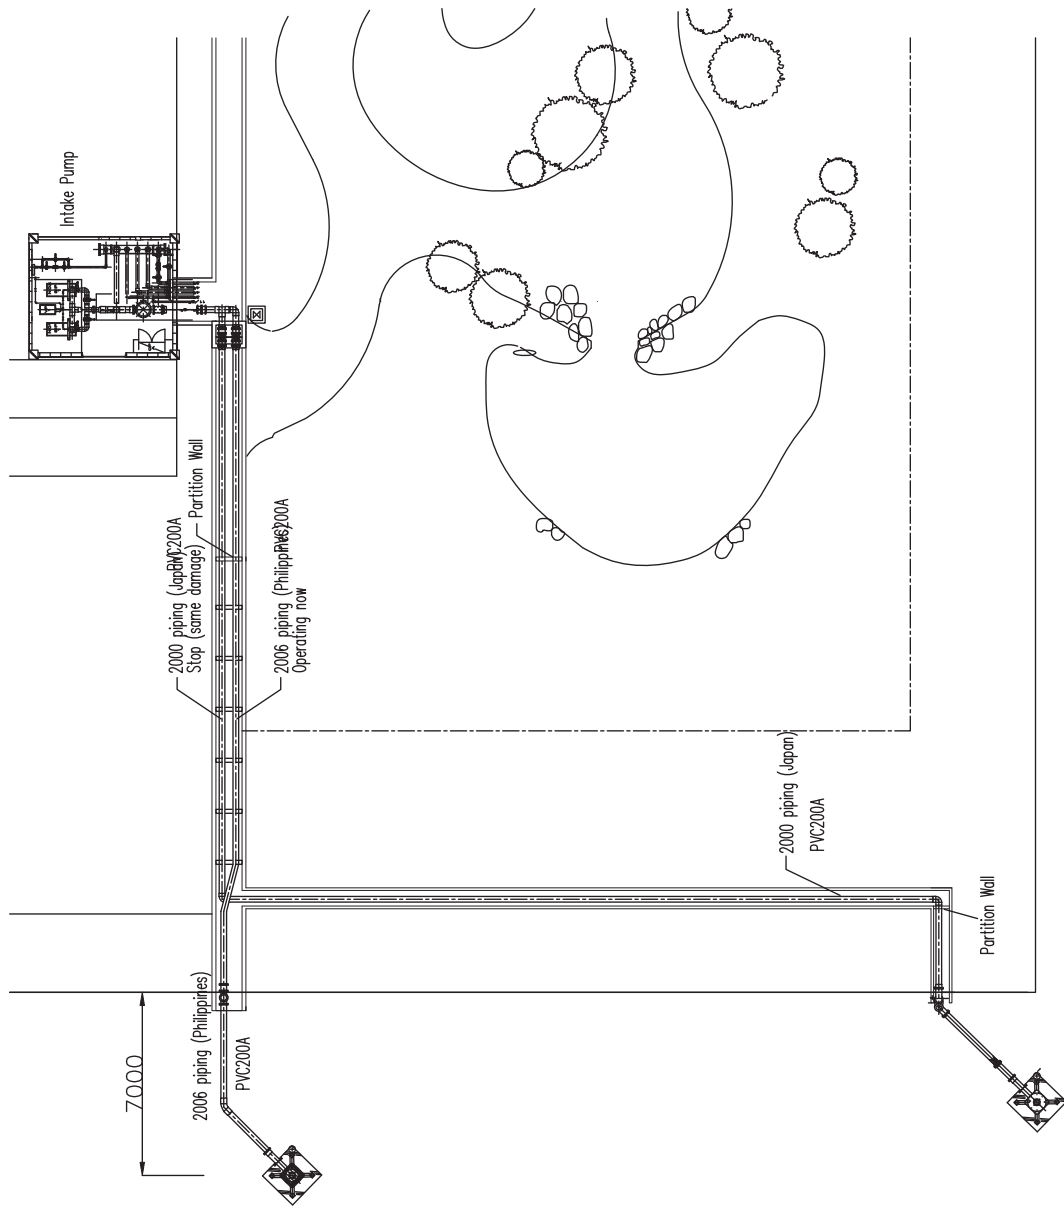 Intake Pump
Partition Wall
2000 piping (Japan)
PVC200A
Stop (same damage)
2006 piping (Philippines)
PVC200A
Operating now
2000 piping (Japan)
PVC200A
Partition Wall
2006 piping (Philippines)
PVC200A
7000